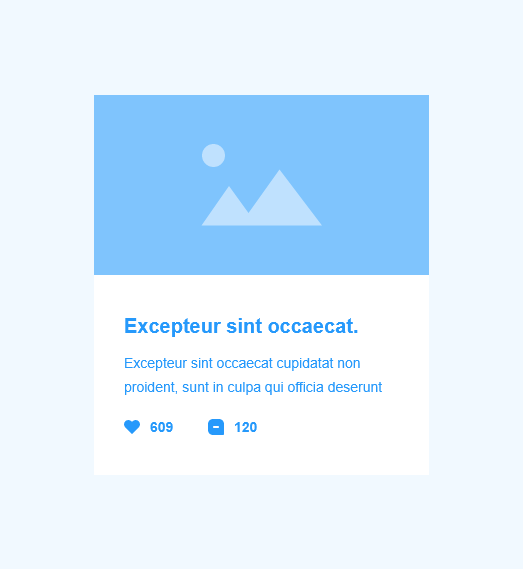 Excepteur sint occaecat.
Excepteur sint occaecat cupidatat non
proident, sunt in culpa qui officia deserunt
609 120